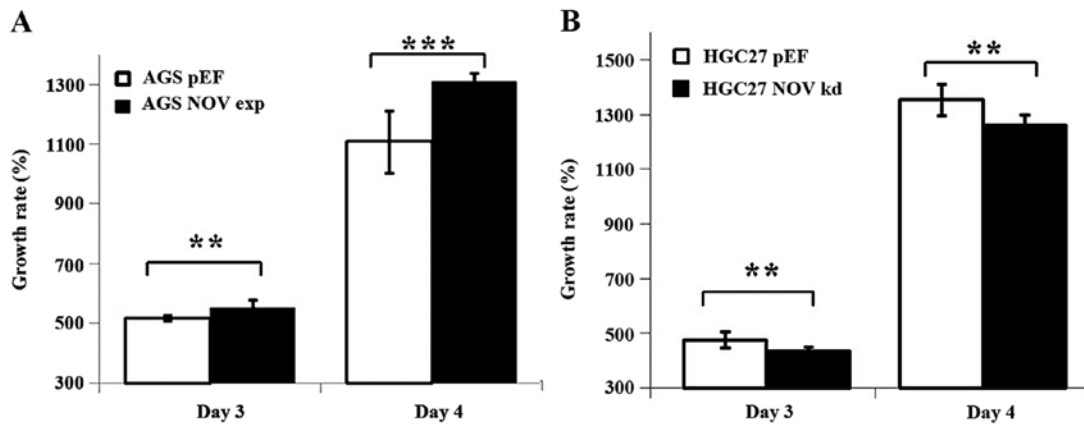 A
Growth rate (%)
1300
1100
900
700
500
300
AGS pEF
AGS NOV exp
**
***
Day 3
Day 4
B
Growth rate (%)
1500
1300
1100
900
700
500
300
HGC27 pEF
HGC27 NOV kd
**
**
Day 3
Day 4